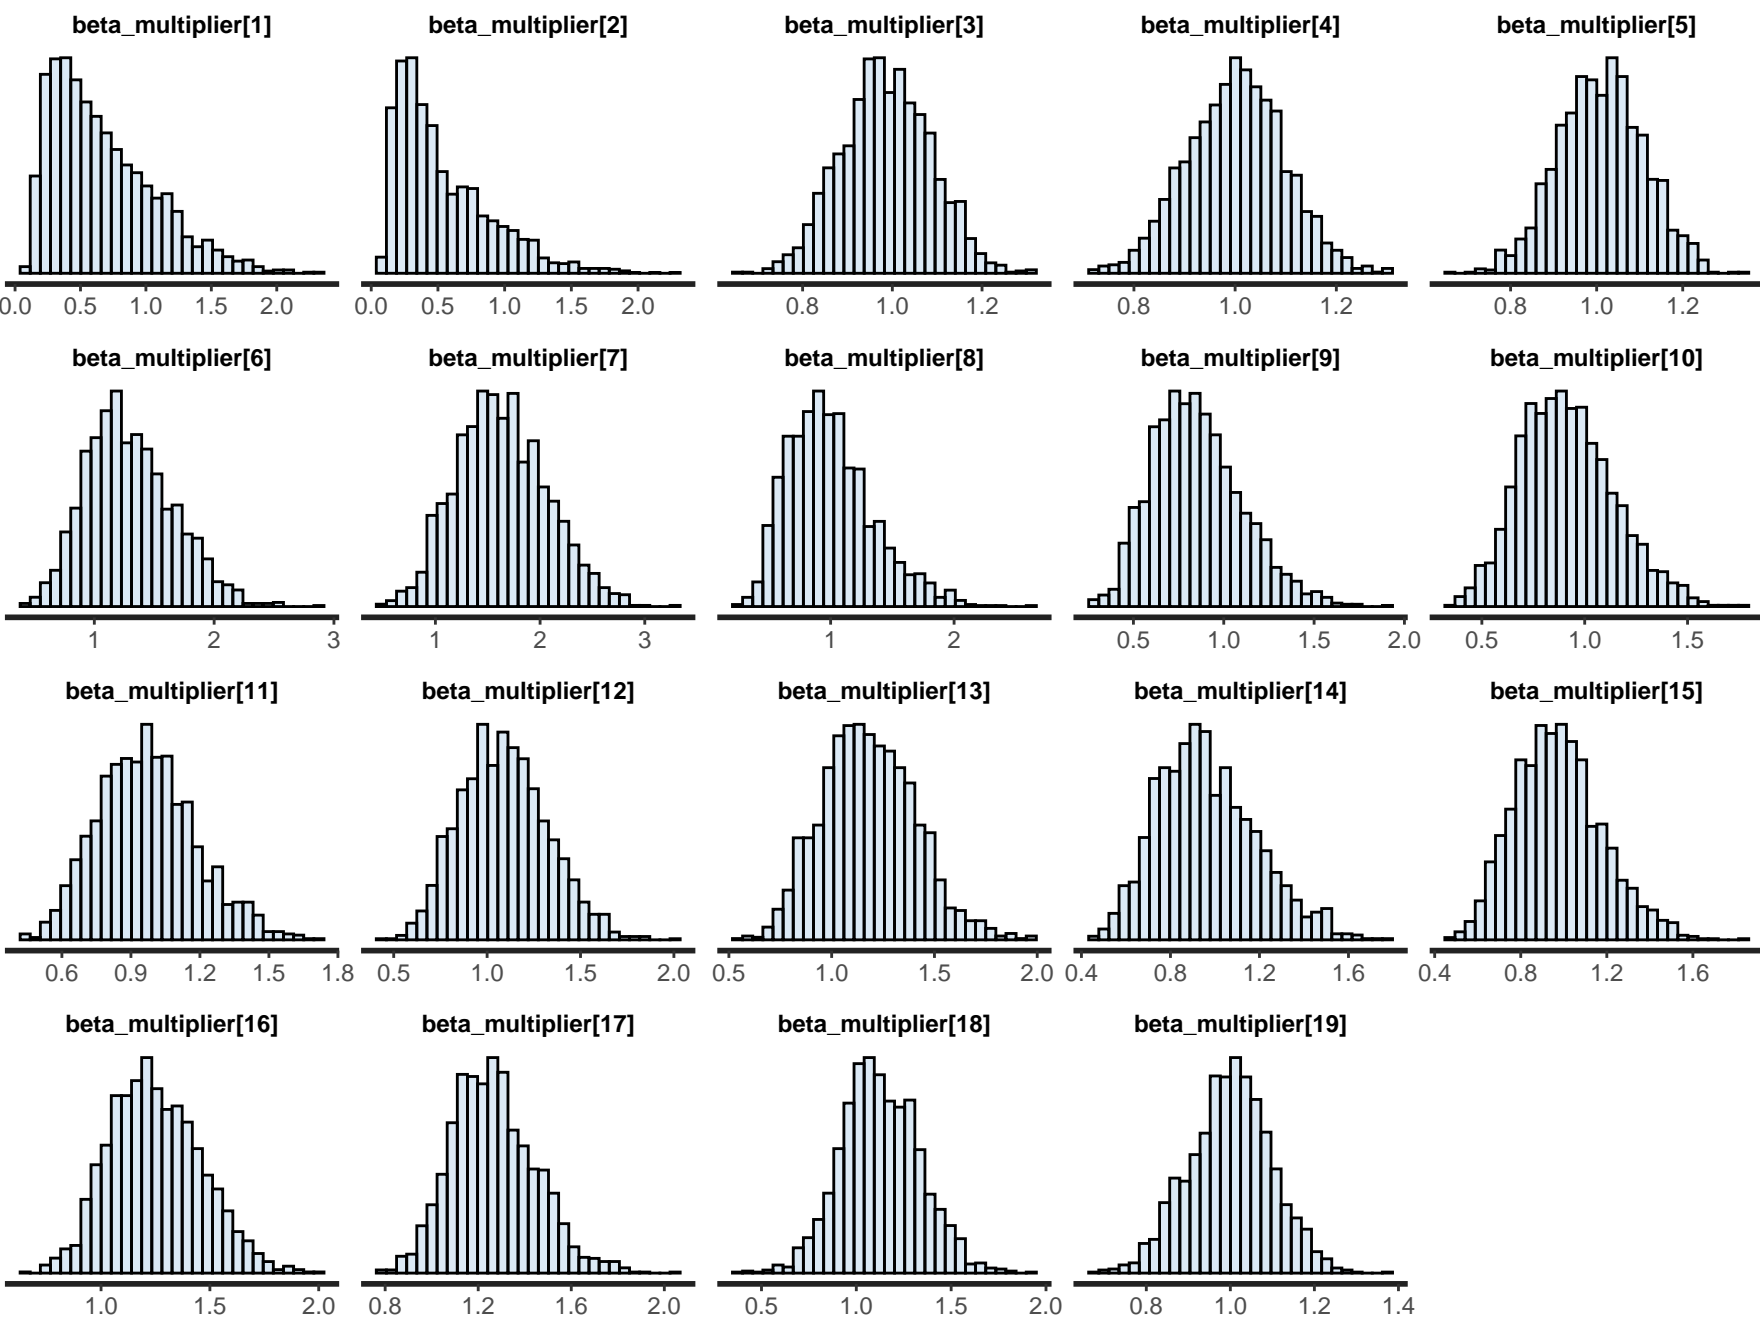 beta_multiplier[1] beta_multiplier[2] beta_multiplier[3] beta_multiplier[4] beta_multiplier[5]
0.0 0.5 1.0 1.5 2.0 0.0 0.5 1.0 1.5 2.0 0.8 1.0 1.2 0.8 1.0 1.2 0.8 1.0 1.2
beta_multiplier[6] beta_multiplier[7] beta_multiplier[8] beta_multiplier[9] beta_multiplier[10]
1 2 3 1 2 3 1 2 0.5 1.0 1.5 2.0 0.5 1.0 1.5
beta_multiplier[11] beta_multiplier[12] beta_multiplier[13] beta_multiplier[14] beta_multiplier[15]
0.6 0.9 1.2 1.5 1.8 0.5 1.0 1.5 2.0 0.5 1.0 1.5 2.0 0.4 0.8 1.2 1.6 0.4 0.8 1.2 1.6
beta_multiplier[16] beta_multiplier[17] beta_multiplier[18] beta_multiplier[19]
1.0 1.5 2.0 0.8 1.2 1.6 2.0 0.5 1.0 1.5 2.0 0.8 1.0 1.2 1.4